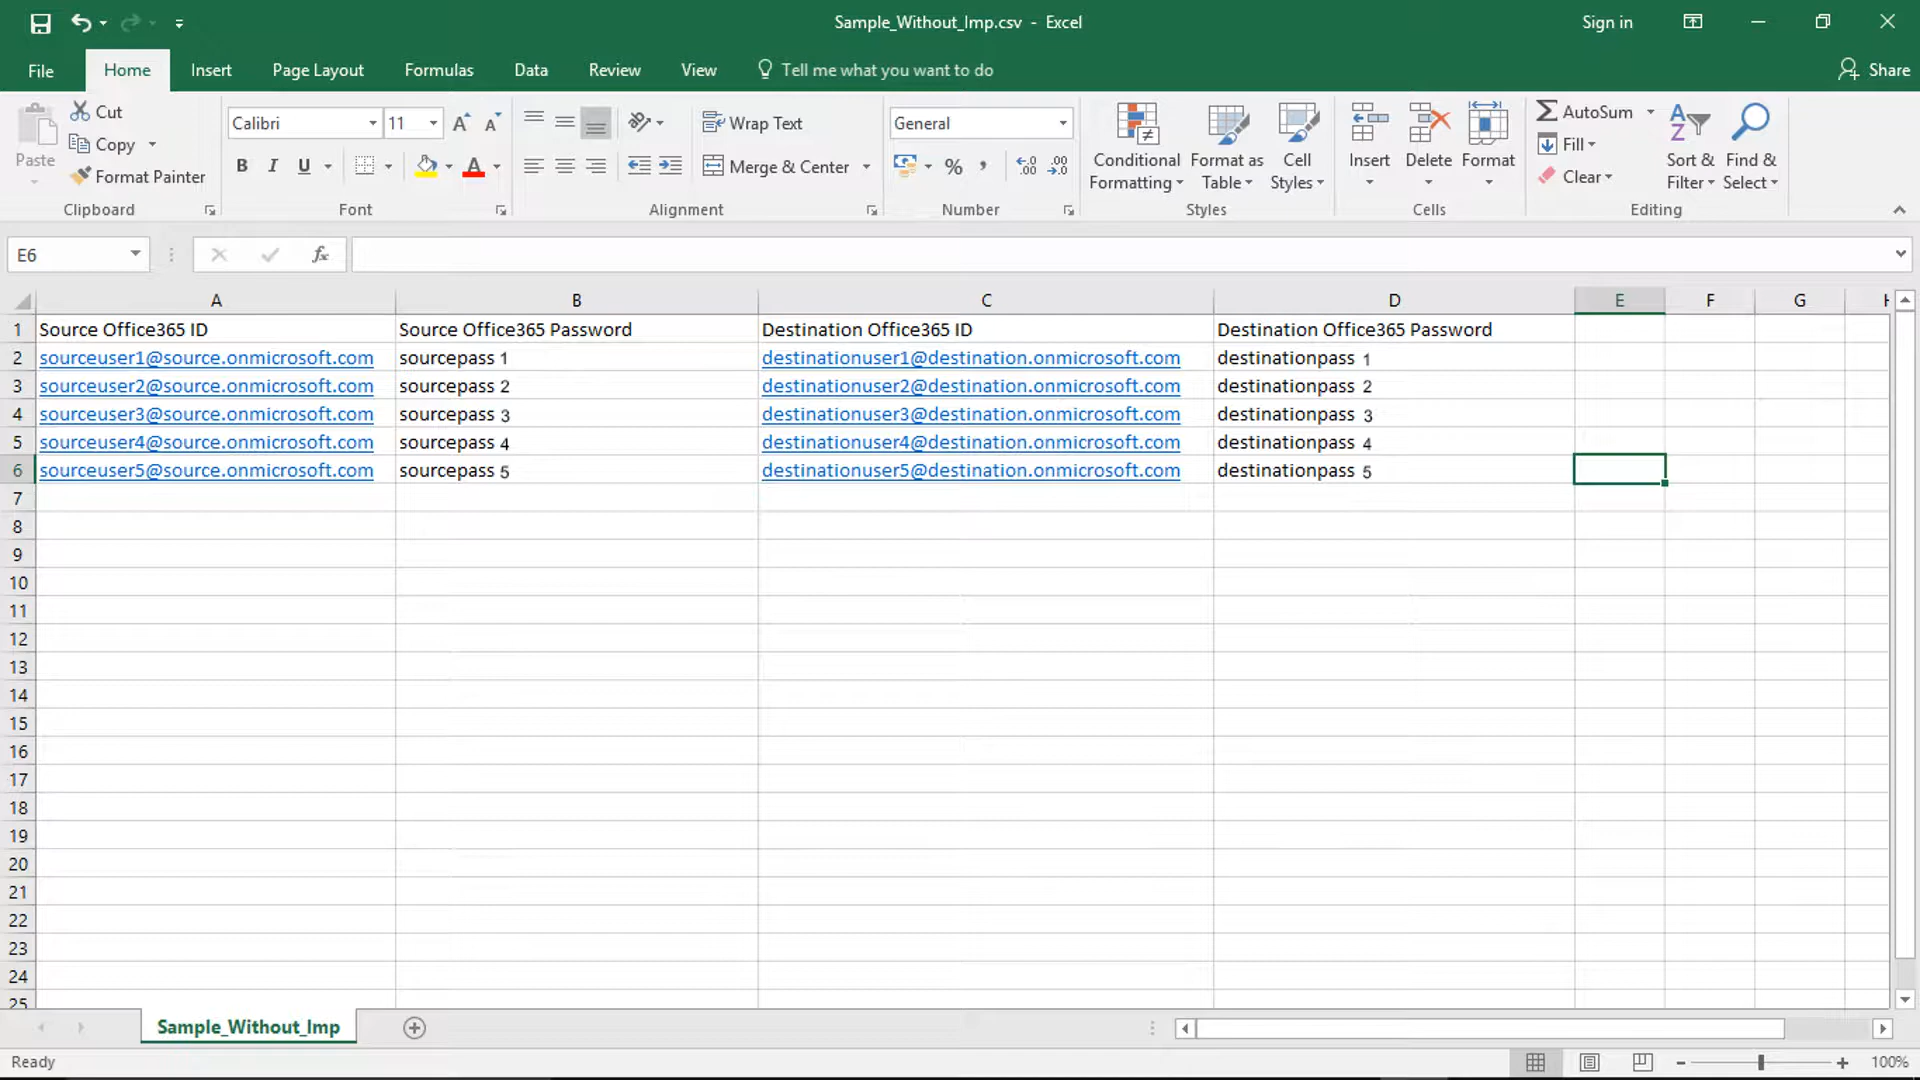 Sample_Without_Imp.csv - Excel
Sign in
File Home Insert Page Layout Formulas Data Review View Tell me what you want to do Share
Paste
Cut
Copy
Format Painter
Clipboard
Calibri 11
B I U A
Font
Wrap Text
Merge & Center
Alignment
General
%
Number
Conditional Formatting
Format as Table
Cell Styles
Styles
Insert Delete Format
Cells
AutoSum
Fill
Clear
Sort & Filter
Find & Select
Editing
E6 fx
A B C D E F G H
1 Source Office365 ID Source Office365 Password Destination Office365 ID Destination Office365 Password
2 sourceuser1@source.onmicrosoft.com sourcepass 1 destinationuser1@destination.onmicrosoft.com destinationpass 1
3 sourceuser2@source.onmicrosoft.com sourcepass 2 destinationuser2@destination.onmicrosoft.com destinationpass 2
4 sourceuser3@source.onmicrosoft.com sourcepass 3 destinationuser3@destination.onmicrosoft.com destinationpass 3
5 sourceuser4@source.onmicrosoft.com sourcepass 4 destinationuser4@destination.onmicrosoft.com destinationpass 4
6 sourceuser5@source.onmicrosoft.com sourcepass 5 destinationuser5@destination.onmicrosoft.com destinationpass 5
7
8
9
10
11
12
13
14
15
16
17
18
19
20
21
22
23
24
25
Sample_Without_Imp
Ready
100%